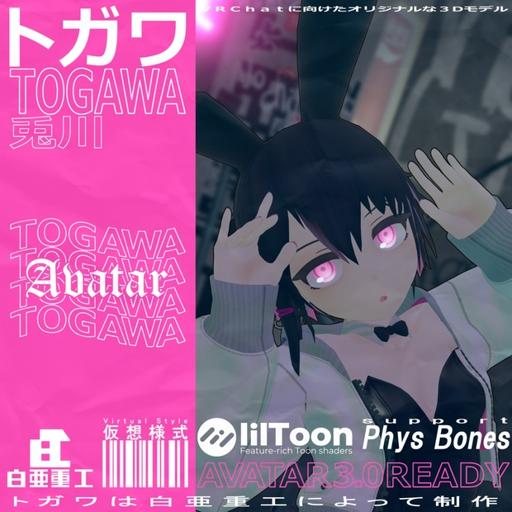 VRChatに向けたオリジナルな3Dモデル
トガワ
TOGAWA
兎川
TOGAWA
TOGAWA
Avatar
TOGAWA
TOGAWA
Virtual Style
仮想様式
白亜重工
lilToon
Feature-rich Toon shaders
support
Phys Bones
AVATAR3.0READY
トガワは白亜重工によって制作